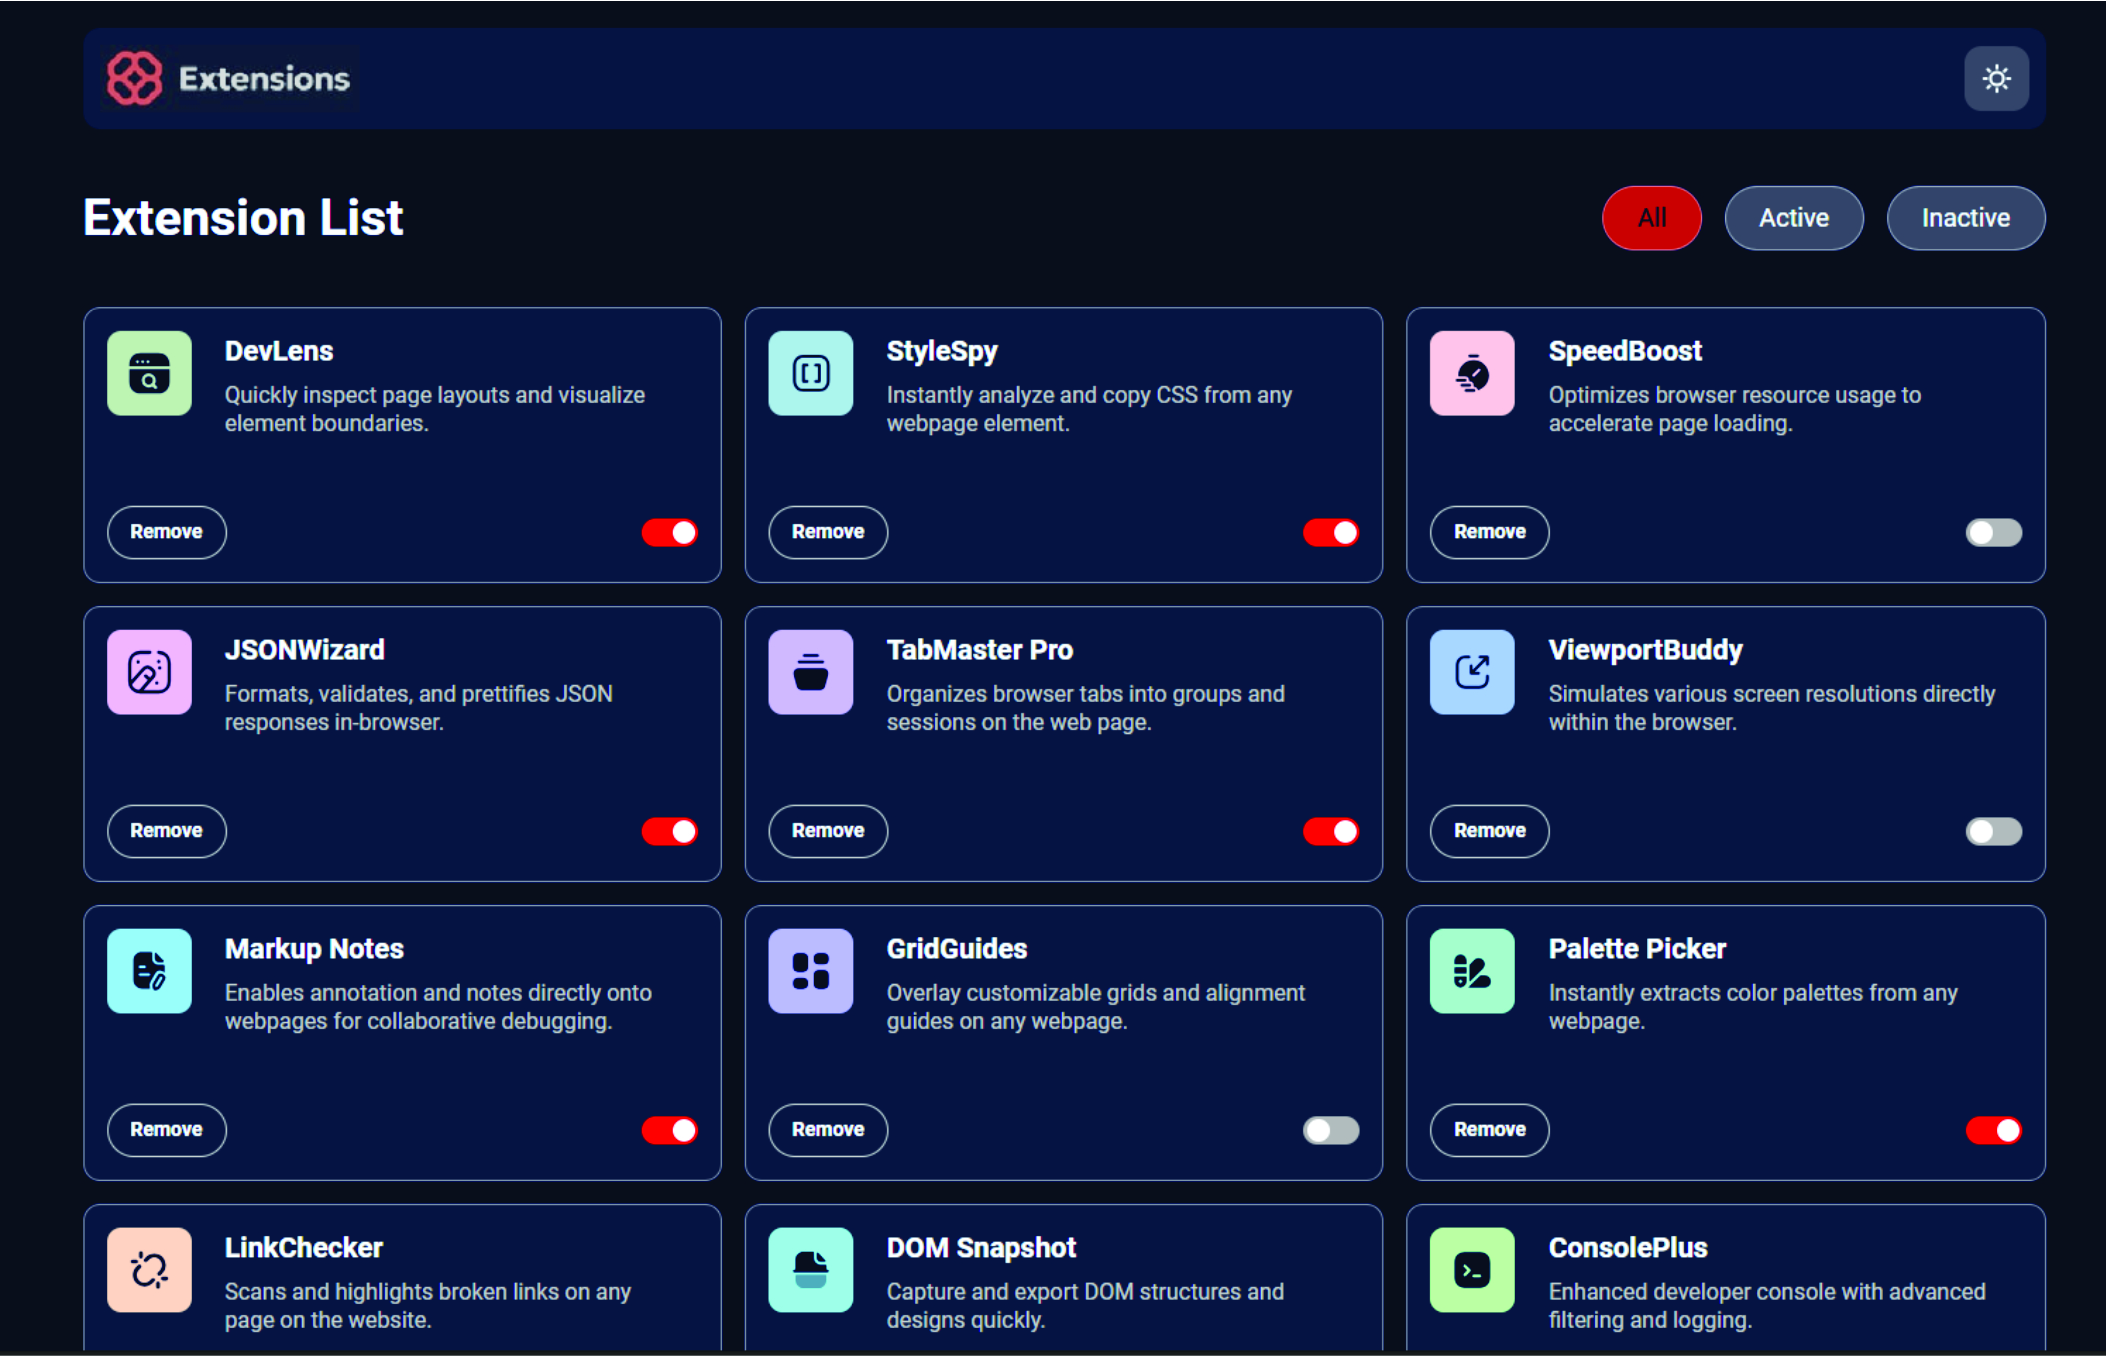 Extensions
Extension List
All
Active
Inactive
DevLens
Quickly inspect page layouts and visualize
element boundaries.
Remove
StyleSpy
Instantly analyze and copy CSS from any
webpage element.
Remove
SpeedBoost
Optimizes browser resource usage to
accelerate page loading.
Remove
JSONWizard
Formats, validates, and prettifies JSON
responses in-browser.
Remove
TabMaster Pro
Organizes browser tabs into groups and
sessions on the web page.
Remove
ViewportBuddy
Simulates various screen resolutions directly
within the browser.
Remove
Markup Notes
Enables annotation and notes directly onto
webpages for collaborative debugging.
Remove
GridGuides
Overlay customizable grids and alignment
guides on any webpage.
Remove
Palette Picker
Instantly extracts color palettes from any
webpage.
Remove
LinkChecker
Scans and highlights broken links on any
page on the website.
DOM Snapshot
Capture and export DOM structures and
designs quickly.
ConsolePlus
Enhanced developer console with advanced
filtering and logging.